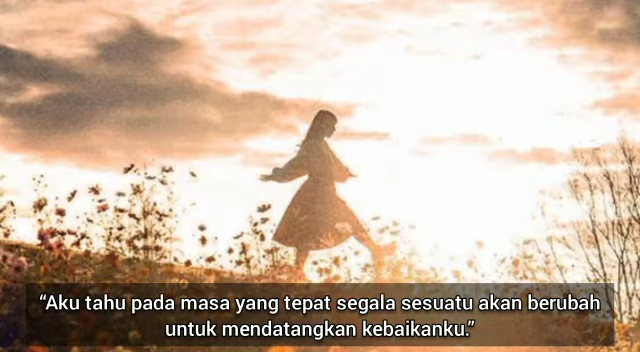 “Aku tahu pada masa yang tepat segala sesuatu akan berubah
untuk mendatangkan kebaikanku.”